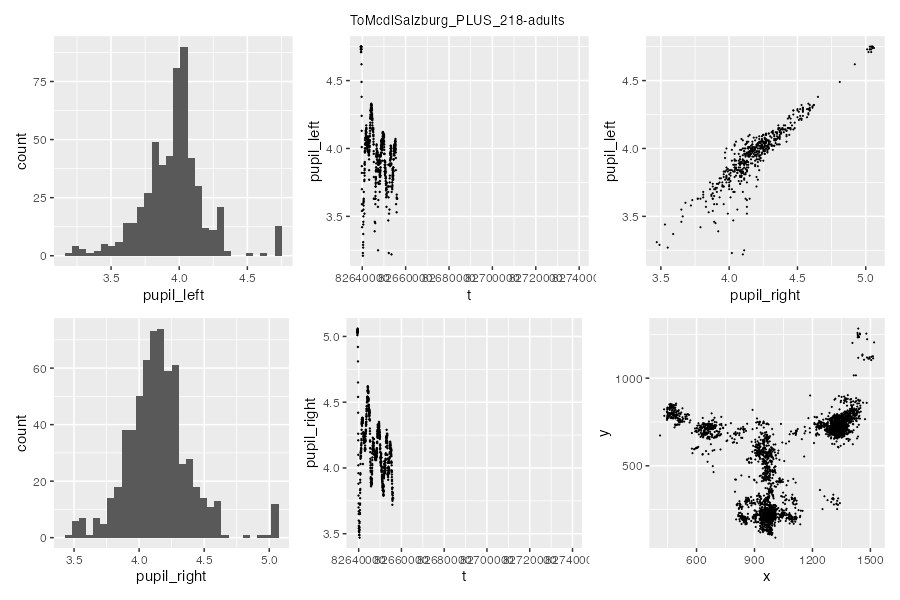 ToMcdlSalzburg_PLUS_218-adults
count
75
50
25
0
3.5 4.0 4.5
pupil_left
pupil_left
4.5
4.0
3.5
t
pupil_left
4.5
4.0
3.5
3.5 4.0 4.5 5.0
pupil_right
count
60
40
20
0
3.5 4.0 4.5 5.0
pupil_right
pupil_right
5.0
4.5
4.0
3.5
t
y
1000
500
600 900 1200 1500
x